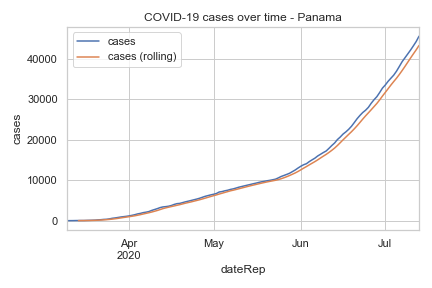 COVID-19 cases over time - Panama
cases
cases (rolling)
cases
40000
30000
20000
10000
0
Apr
2020
May
Jun
Jul
dateRep